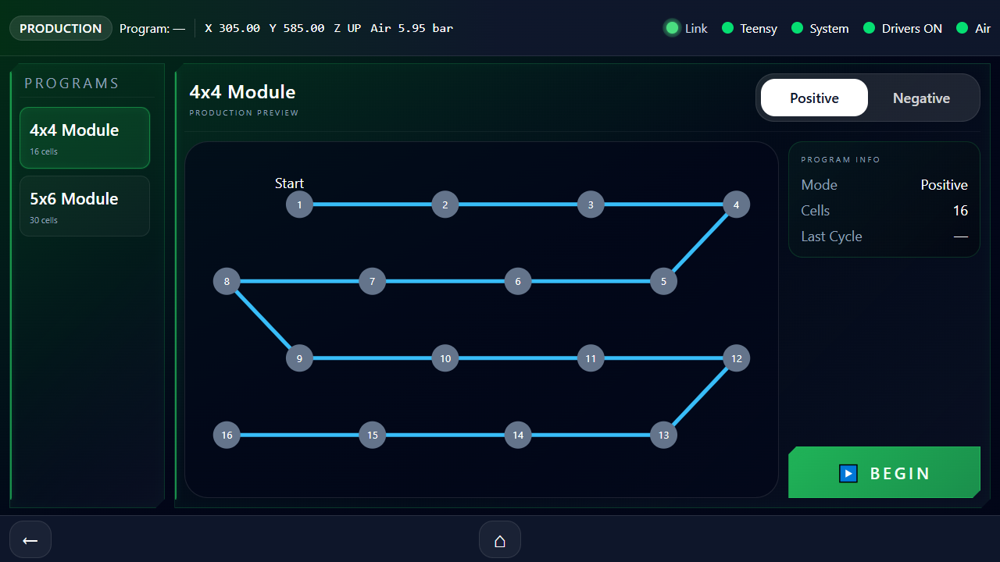 PRODUCTION Program: — X 305.00 Y 585.00 Z UP Air 5.95 bar Link Teensy System Drivers ON Air
PROGRAMS
4x4 Module
16 cells
5x6 Module
30 cells
4x4 Module
PRODUCTION PREVIEW
Positive Negative
Start
1 2 3 4
8 7 6 5
9 10 11 12
16 15 14 13
PROGRAM INFO
Mode Positive
Cells 16
Last Cycle —
BEGIN